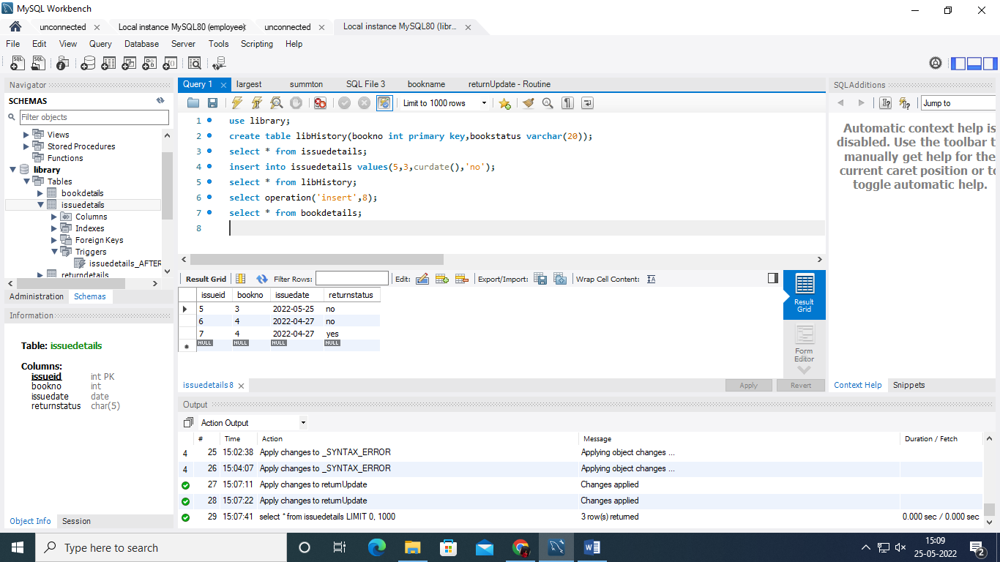 MySQL Workbench
unconnected
Local instance MySQL80 (employee)
unconnected
Local instance MySQL80 (libr...
File Edit View Query Database Server Tools Scripting Help
Navigator
SCHEMAS
Filter objects
Views
Stored Procedures
Functions
library
Tables
bookdetails
issuedetails
Columns
Indexes
Foreign Keys
Triggers
issuedetails_AFTER
returndetails
Administration Schemas
Information
Table: issuedetails
Columns:
issueid int PK
bookno int
issuedate date
returnstatus char(5)
Object Info Session
Query 1 largest summton SQL File 3 bookname returnUpdate - Routine
Limit to 1000 rows
1 use library;
2 create table libHistory(bookno int primary key,bookstatus varchar(20));
3 select * from issuedetails;
4 insert into issuedetails values(5,3,curdate(),'no');
5 select * from libHistory;
6 select operation('insert',8);
7 select * from bookdetails;
8
Result Grid Filter Rows: Edit: Export/Import: Wrap Cell Content:
issueid bookno issuedate returnstatus
5 3 2022-05-25 no
6 4 2022-04-27 no
7 4 2022-04-27 yes
NULL NULL NULL NULL
Result
Grid
Form
Editor
issuedetails 8
Apply Revert
Output
Action Output
# Time Action Message Duration / Fetch
4 25 15:02:38 Apply changes to _SYNTAX_ERROR Applying object changes ...
4 26 15:04:07 Apply changes to _SYNTAX_ERROR Applying object changes ...
27 15:07:11 Apply changes to returnUpdate Changes applied
28 15:07:22 Apply changes to returnUpdate Changes applied
29 15:07:41 select * from issuedetails LIMIT 0, 1000 3 row(s) returned 0.000 sec / 0.000 sec
SQLAdditions
Jump to
Automatic context help is
disabled. Use the toolbar t
manually get help for the
current caret position or to
toggle automatic help.
Context Help Snippets
Type here to search
15:09
25-05-2022
2